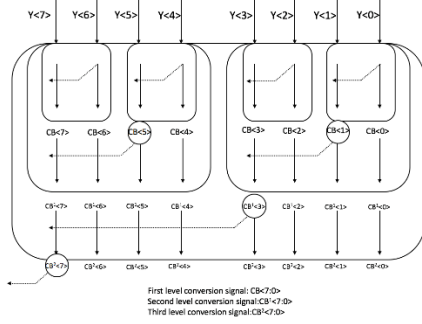 Y<7> Y<6> Y<5> Y<4> Y<3> Y<2> Y<1> Y<0>
CB<7> CB<6> CB<5> CB<4> CB<3> CB<2> CB<1> CB<0>
CB¹<7> CB¹<6> CB¹<5> CB¹<4> CB¹<3> CB¹<2> CB¹<1> CB¹<0>
CB²<7> CB²<6> CB²<5> CB²<4> CB²<3> CB²<2> CB²<1> CB²<0>
First level conversion signal: CB<7:0>
Second level conversion signal:CB¹<7:0>
Third level conversion signal:CB²<7:0>